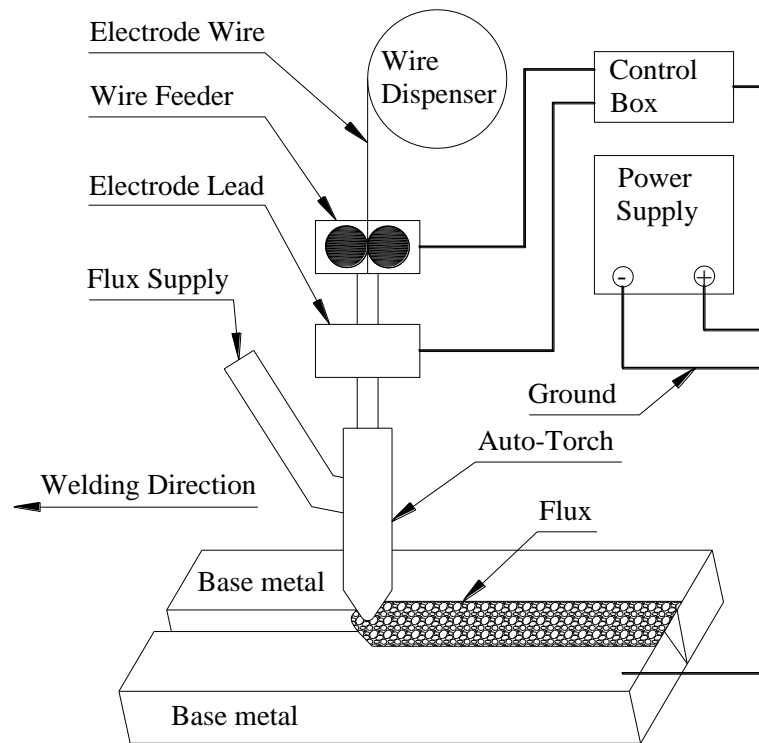 Electrode Wire
Wire
Dispenser
Control
Box
Wire Feeder
Electrode Lead
Power
Supply
Flux Supply
-
+
Ground
Auto-Torch
Welding Direction
Flux
Base metal
Base metal